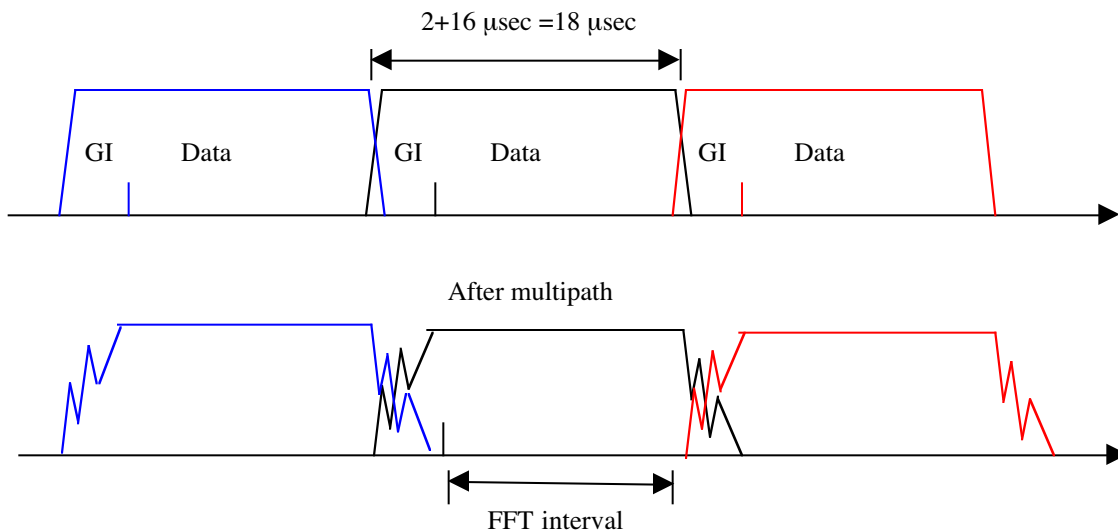 2+16 μsec =18 μsec
GI Data GI Data GI Data
After multipath
FFT interval